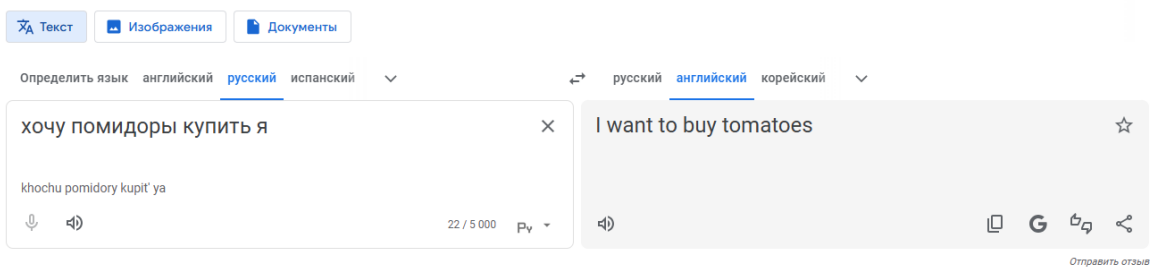 Текст Изображения Документы
Определить язык английский русский испанский русский английский корейский
хочу помидоры купить я
I want to buy tomatoes
khochu pomidory kupit' ya
22 / 5 000 Ру
Отправить отзыв